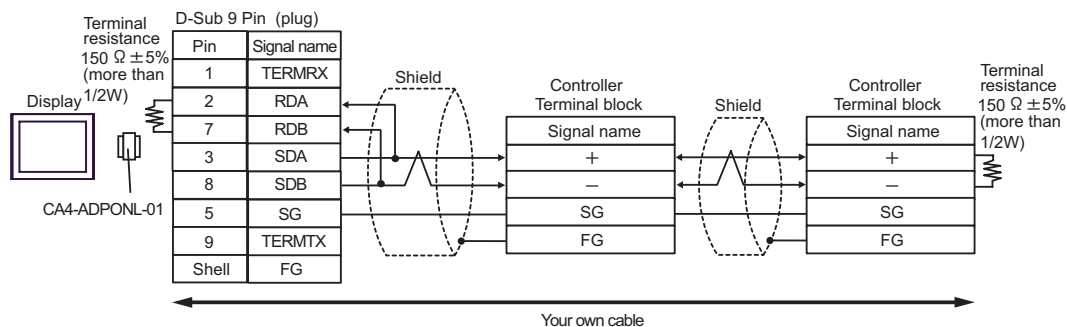 Terminal
resistance
150 Ω ±5%
(more than
1/2W)
Display
CA4-ADPONL-01
D-Sub 9 Pin (plug)
Pin Signal name
1 TERMRX
2 RDA
7 RDB
3 SDA
8 SDB
5 SG
9 TERMTX
Shell FG
Shield
Controller
Terminal block
Signal name
+
−
SG
FG
Shield
Controller
Terminal block
Signal name
+
−
SG
FG
Terminal
resistance
150 Ω ±5%
(more than
1/2W)
Your own cable